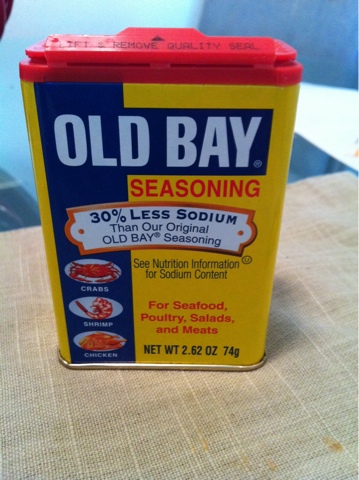 LIFT & REMOVE QUALITY SEAL
OLD BAY®
SEASONING
30% LESS SODIUM
Than Our Original
OLD BAY® Seasoning
See Nutrition Information
for Sodium Content
U
CRABS
SHRIMP
CHICKEN
For Seafood,
Poultry, Salads,
and Meats
NET WT 2.62 OZ 74g